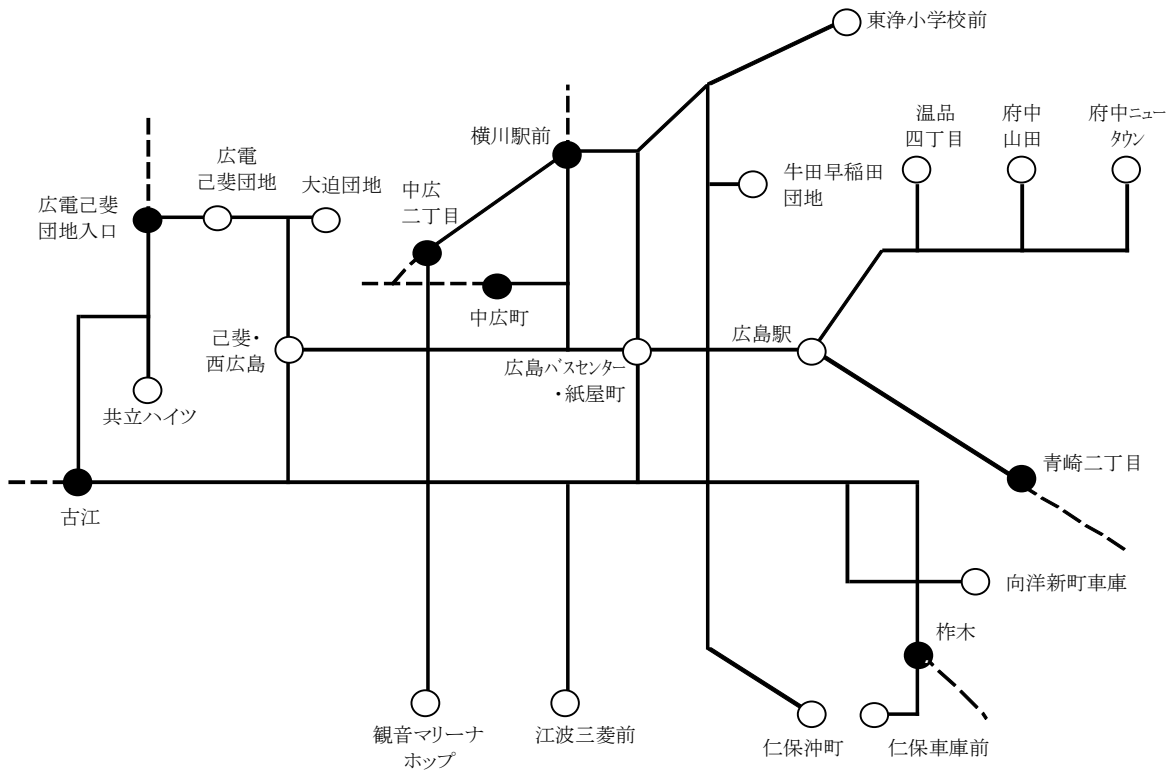 東浄小学校前
温品
四丁目
府中
山田
府中ニュー
タウン
横川駅前
広電
己斐団地
大迫団地
中広
二丁目
牛田早稲田
団地
広電己斐
団地入口
中広町
己斐・
西広島
広島バスセンター
・紙屋町
広島駅
共立ハイツ
青崎二丁目
古江
向洋新町車庫
柞木
観音マリーナ
ホップ
江波三菱前
仁保沖町
仁保車庫前